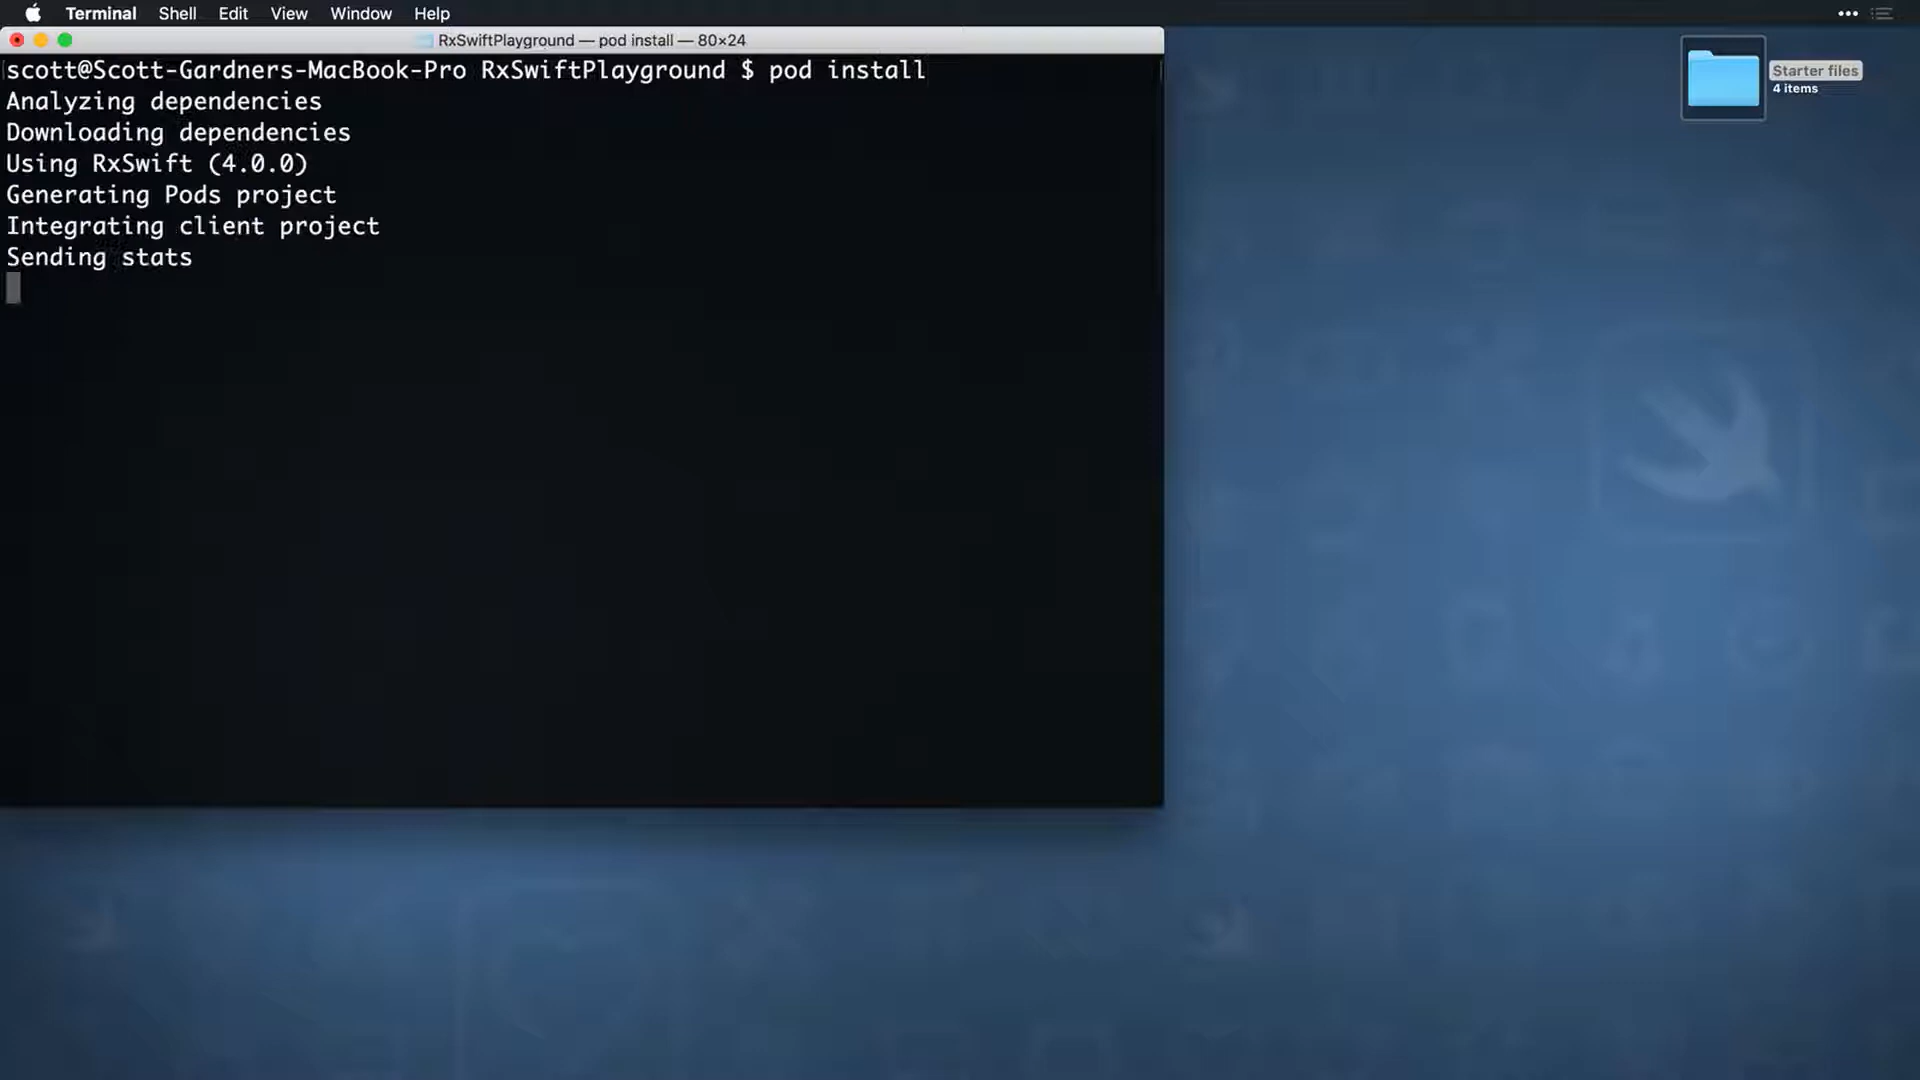 Terminal Shell Edit View Window Help
RxSwiftPlayground — pod install — 80×24
scott@Scott-Gardners-MacBook-Pro RxSwiftPlayground $ pod install
Analyzing dependencies
Downloading dependencies
Using RxSwift (4.0.0)
Generating Pods project
Integrating client project
Sending stats
Starter files
4 items